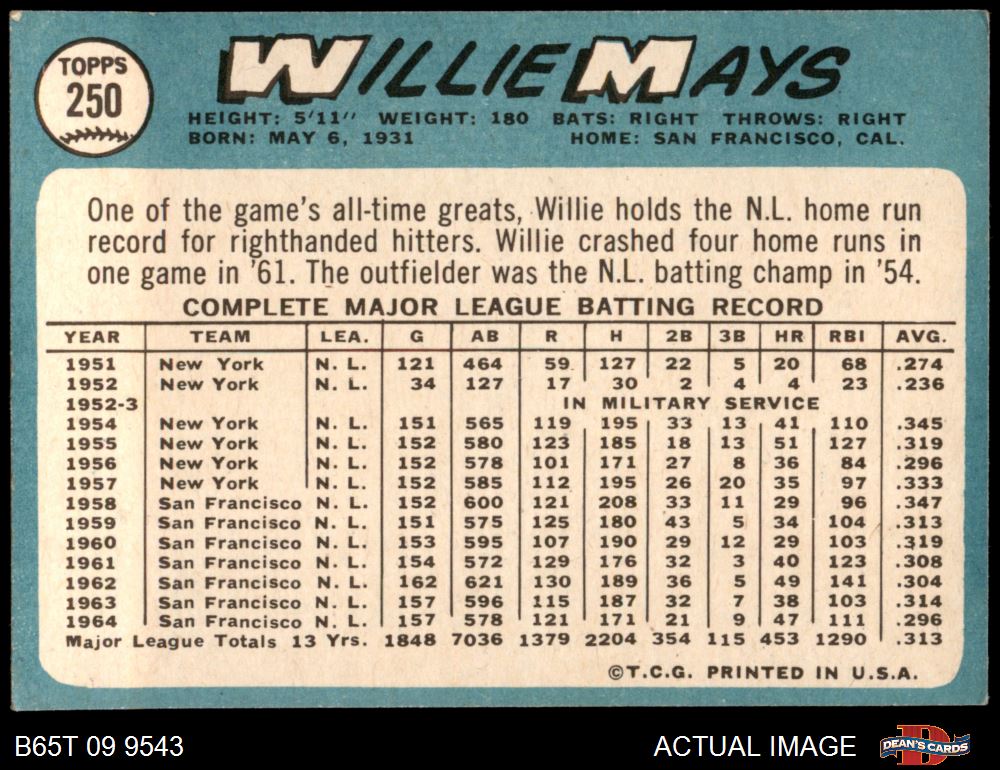 TOPPS
250
WILLIE MAYS
HEIGHT: 5'11" WEIGHT: 180 BATS: RIGHT THROWS: RIGHT
BORN: MAY 6, 1931 HOME: SAN FRANCISCO, CAL.
One of the game's all-time greats, Willie holds the N.L. home run
record for righthanded hitters. Willie crashed four home runs in
one game in '61. The outfielder was the N.L. batting champ in '54.
COMPLETE MAJOR LEAGUE BATTING RECORD
YEAR TEAM LEA. G AB R H 2B 3B HR RBI AVG.
1951 New York N. L. 121 464 59 127 22 5 20 68 .274
1952 New York N. L. 34 127 17 30 2 4 4 23 .236
1952-3 IN MILITARY SERVICE
1954 New York N. L. 151 565 119 195 33 13 41 110 .345
1955 New York N. L. 152 580 123 185 18 13 51 127 .319
1956 New York N. L. 152 578 101 171 27 8 36 84 .296
1957 New York N. L. 152 585 112 195 26 20 35 97 .333
1958 San Francisco N. L. 152 600 121 208 33 11 29 96 .347
1959 San Francisco N. L. 151 575 125 180 43 5 34 104 .313
1960 San Francisco N. L. 153 595 107 190 29 12 29 103 .319
1961 San Francisco N. L. 154 572 129 176 32 3 40 123 .308
1962 San Francisco N. L. 162 621 130 189 36 5 49 141 .304
1963 San Francisco N. L. 157 596 115 187 32 7 38 103 .314
1964 San Francisco N. L. 157 578 121 171 21 9 47 111 .296
Major League Totals 13 Yrs. 1848 7036 1379 2204 354 115 453 1290 .313
©T.C.G. PRINTED IN U.S.A.
B65T 09 9543 ACTUAL IMAGE D DEAN'S CARDS